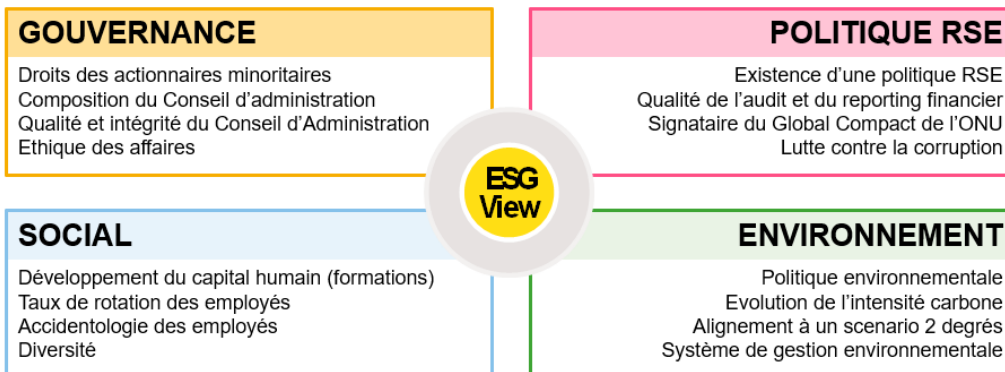 GOUVERNANCE
Droits des actionnaires minoritaires
Composition du Conseil d'administration
Qualité et intégrité du Conseil d'Administration
Ethique des affaires
POLITIQUE RSE
Existence d'une politique RSE
Qualité de l'audit et du reporting financier
Signataire du Global Compact de l'ONU
Lutte contre la corruption
ESG
View
SOCIAL
Développement du capital humain (formations)
Taux de rotation des employés
Accidentologie des employés
Diversité
ENVIRONNEMENT
Politique environnementale
Evolution de l'intensité carbone
Alignement à un scenario 2 degrés
Système de gestion environnementale